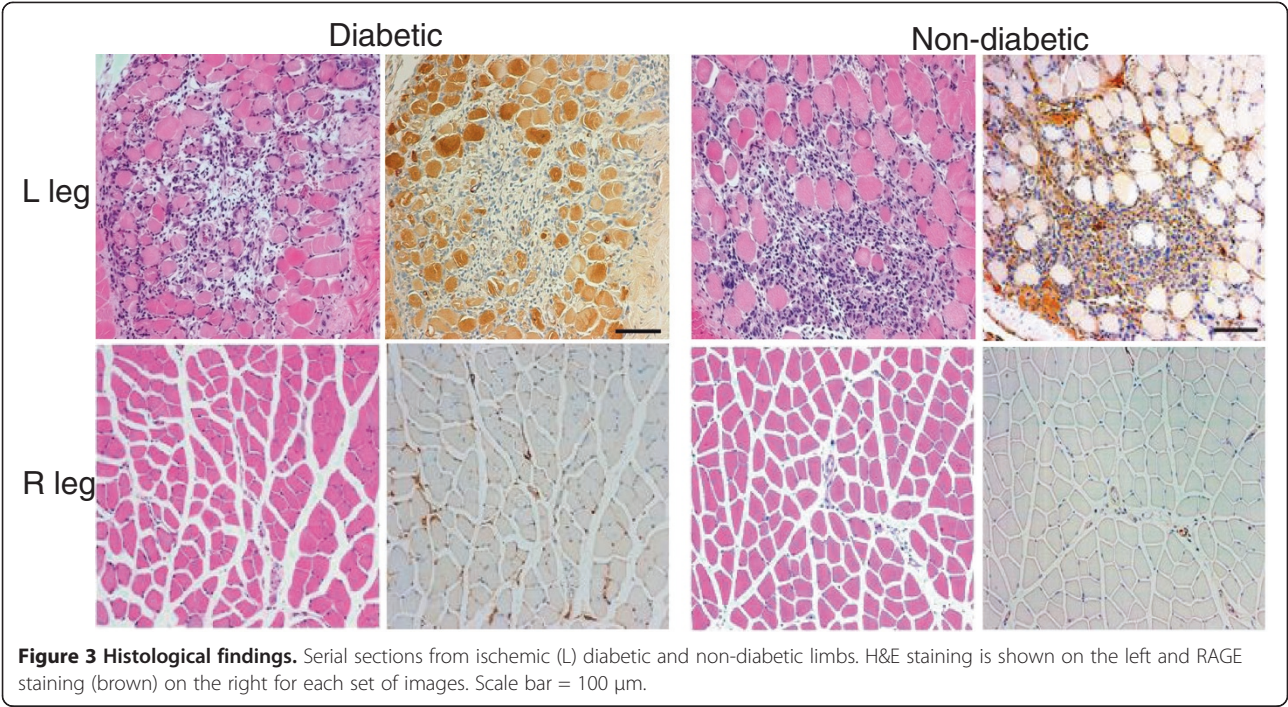 Diabetic
Non-diabetic
L leg
R leg
Figure 3 Histological findings. Serial sections from ischemic (L) diabetic and non-diabetic limbs. H&E staining is shown on the left and RAGE
staining (brown) on the right for each set of images. Scale bar = 100 μm.